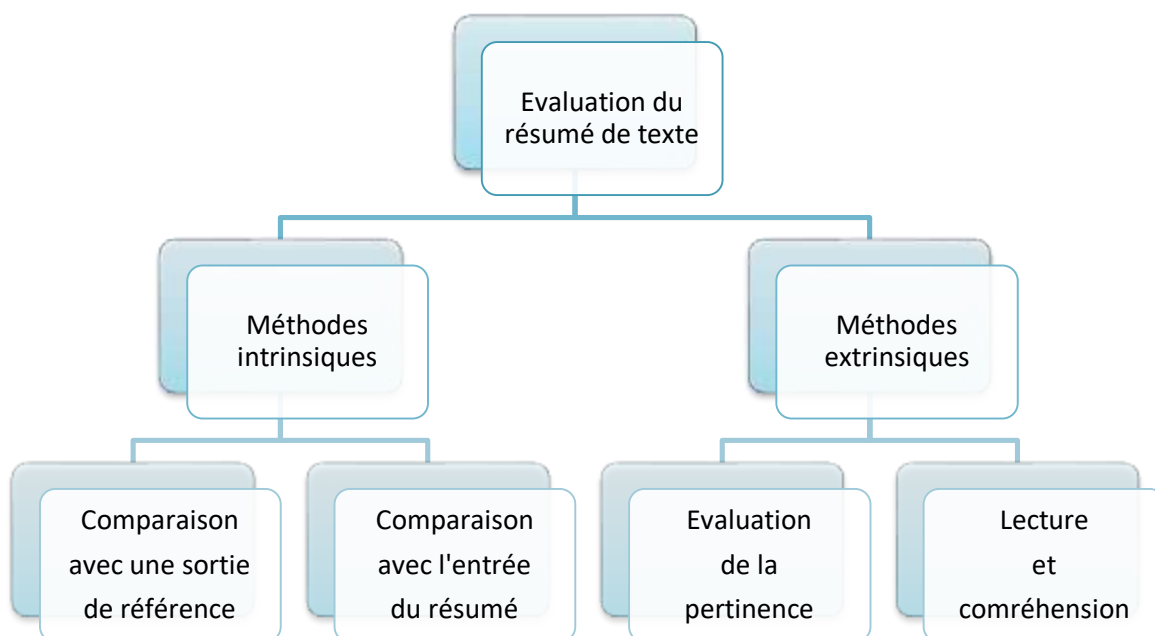 Evaluation du
résumé de texte
Méthodes
intrinsiques
Méthodes
extrinsiques
Comparaison
avec une sortie
de référence
Comparaison
avec l'entrée
du résumé
Evaluation
de la
pertinence
Lecture
et
comréhension